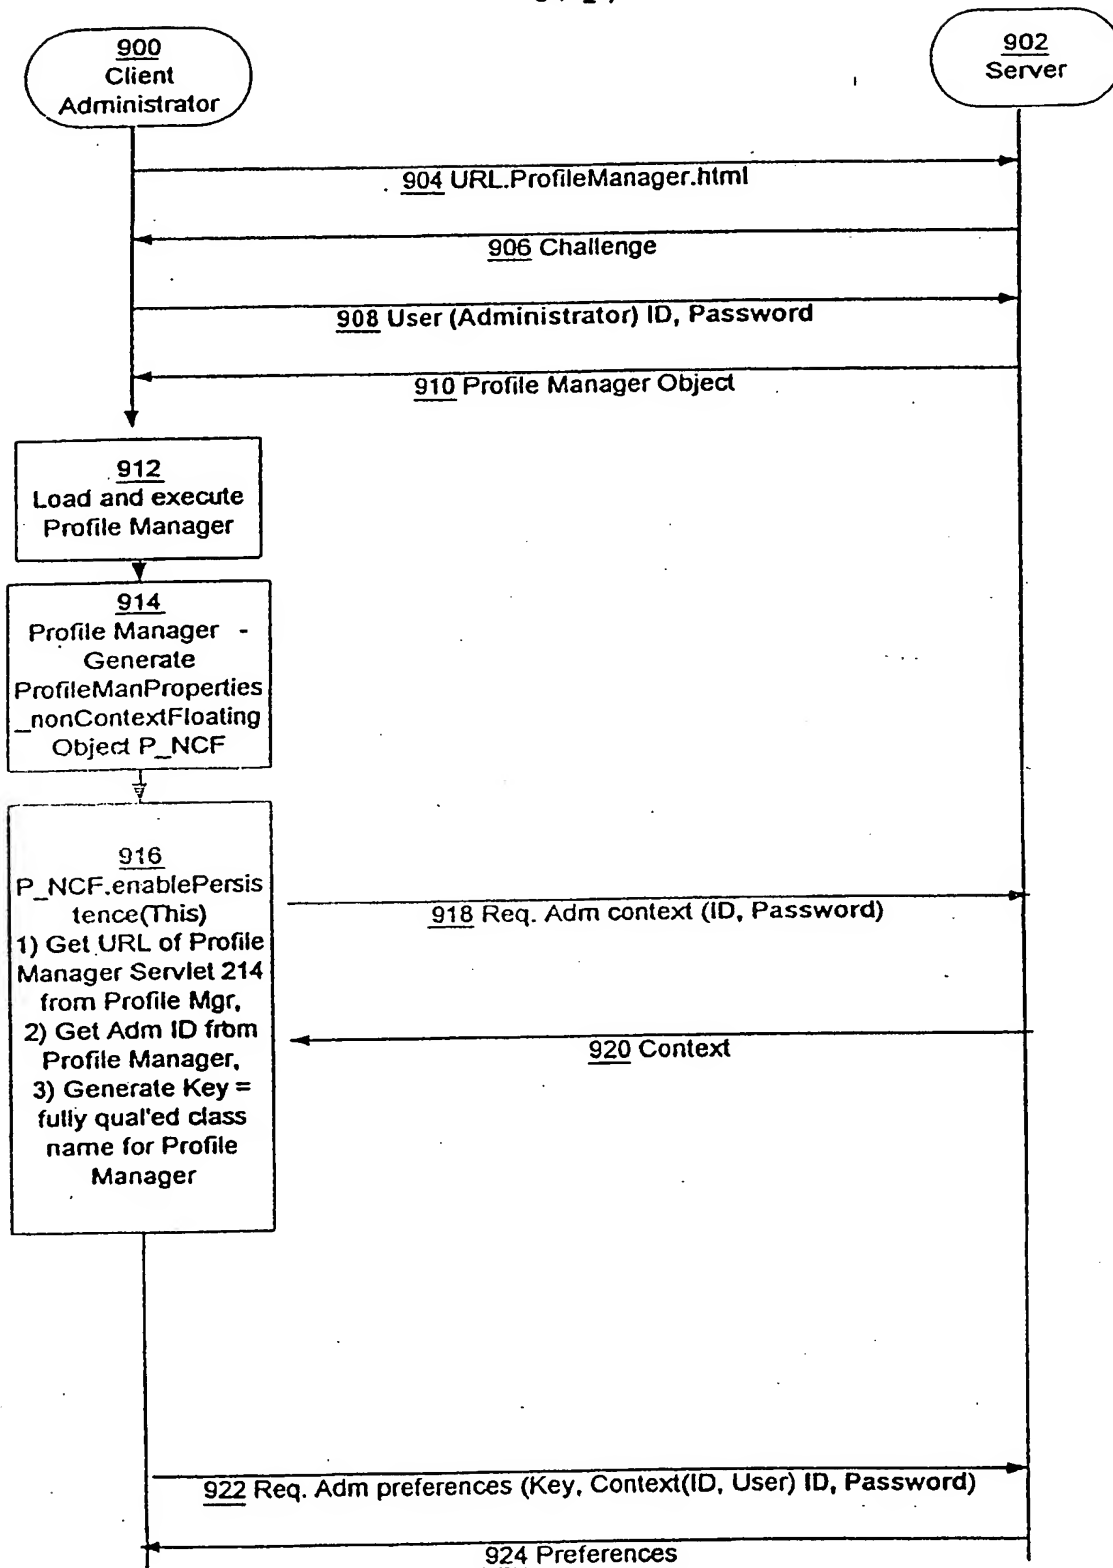 900
Client
Administrator
902
Server
904 URL.ProfileManager.html
906 Challenge
908 User (Administrator) ID, Password
910 Profile Manager Object
912
Load and execute
Profile Manager
914
Profile Manager -
Generate
ProfileManProperties
_nonContextFloating
Object P_NCF
916
P_NCF.enablePersis
tence(This)
1) Get URL of Profile
Manager Servlet 214
from Profile Mgr,
2) Get Adm ID from
Profile Manager,
3) Generate Key =
fully qual'ed class
name for Profile
Manager
918 Req. Adm context (ID, Password)
920 Context
922 Req. Adm preferences (Key, Context(ID, User) ID, Password)
924 Preferences